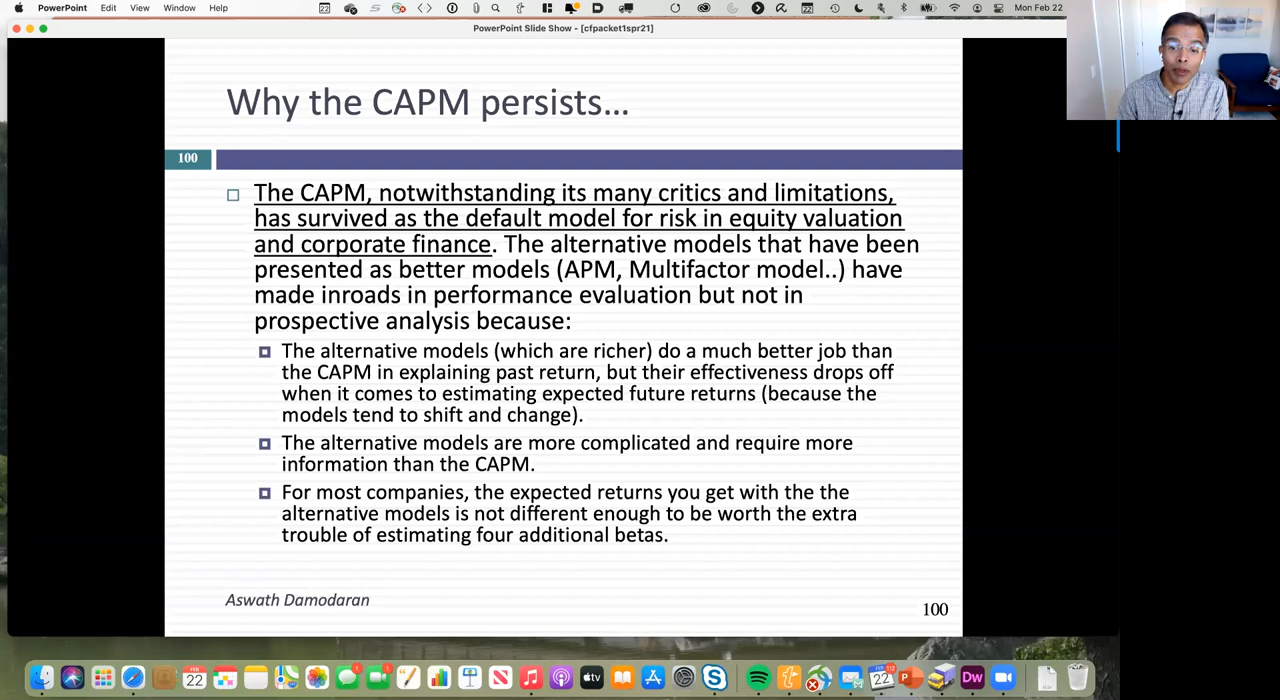 PowerPoint Edit View Window Help 22 22 Mon Feb 22
PowerPoint Slide Show - [cfpacket1spr21]
Why the CAPM persists…
100
The CAPM, notwithstanding its many critics and limitations,
has survived as the default model for risk in equity valuation
and corporate finance. The alternative models that have been
presented as better models (APM, Multifactor model..) have
made inroads in performance evaluation but not in
prospective analysis because:
The alternative models (which are richer) do a much better job than
the CAPM in explaining past return, but their effectiveness drops off
when it comes to estimating expected future returns (because the
models tend to shift and change).
The alternative models are more complicated and require more
information than the CAPM.
For most companies, the expected returns you get with the the
alternative models is not different enough to be worth the extra
trouble of estimating four additional betas.
Aswath Damodaran
100
FEB
22
tv
22
Dw